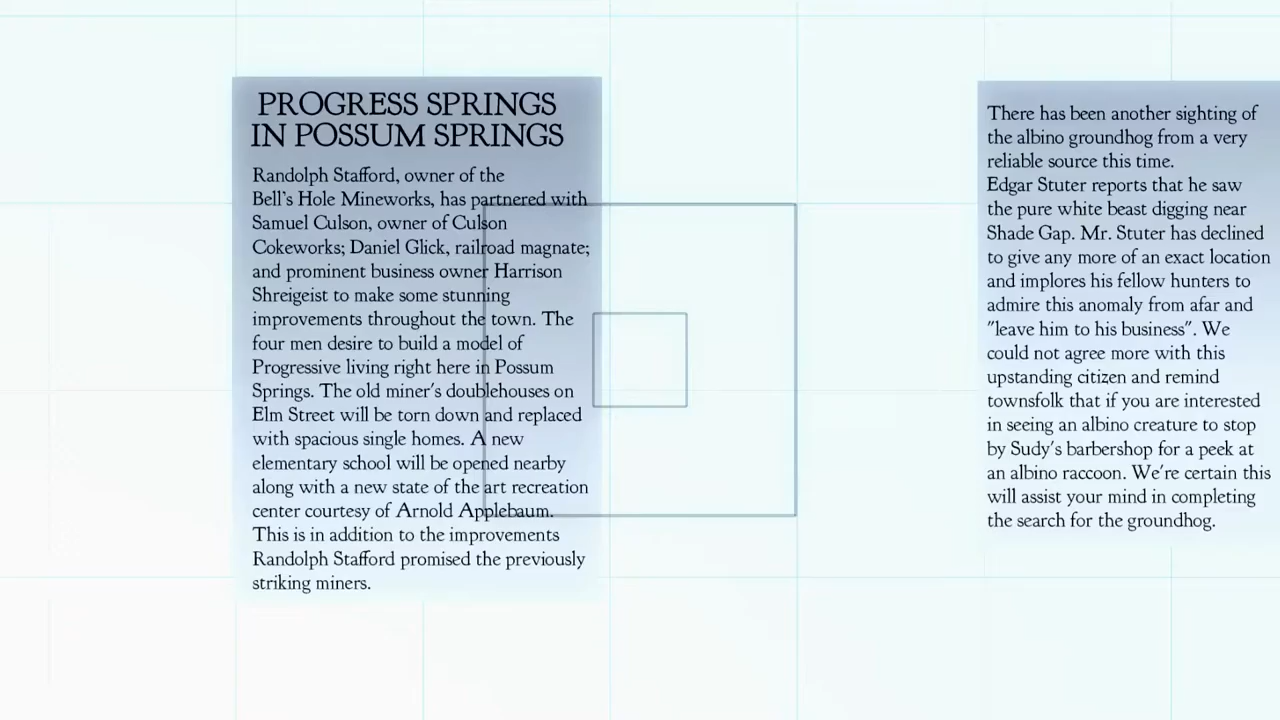 PROGRESS SPRINGS
IN POSSUM SPRINGS
Randolph Stafford, owner of the
Bell's Hole Mineworks, has partnered with
Samuel Culson, owner of Culson
Cokeworks; Daniel Glick, railroad magnate;
and prominent business owner Harrison
Shreigeist to make some stunning
improvements throughout the town. The
four men desire to build a model of
Progressive living right here in Possum
Springs. The old miner's doublehouses on
Elm Street will be torn down and replaced
with spacious single homes. A new
elementary school will be opened nearby
along with a new state of the art recreation
center courtesy of Arnold Applebaum.
This is in addition to the improvements
Randolph Stafford promised the previously
striking miners.
There has been another sighting of
the albino groundhog from a very
reliable source this time.
Edgar Stuter reports that he saw
the pure white beast digging near
Shade Gap. Mr. Stuter has declined
to give any more of an exact location
and implores his fellow hunters to
admire this anomaly from afar and
"leave him to his business". We
could not agree more with this
upstanding citizen and remind
townsfolk that if you are interested
in seeing an albino creature to stop
by Sudy's barbershop for a peek at
an albino raccoon. We're certain this
will assist your mind in completing
the search for the groundhog.